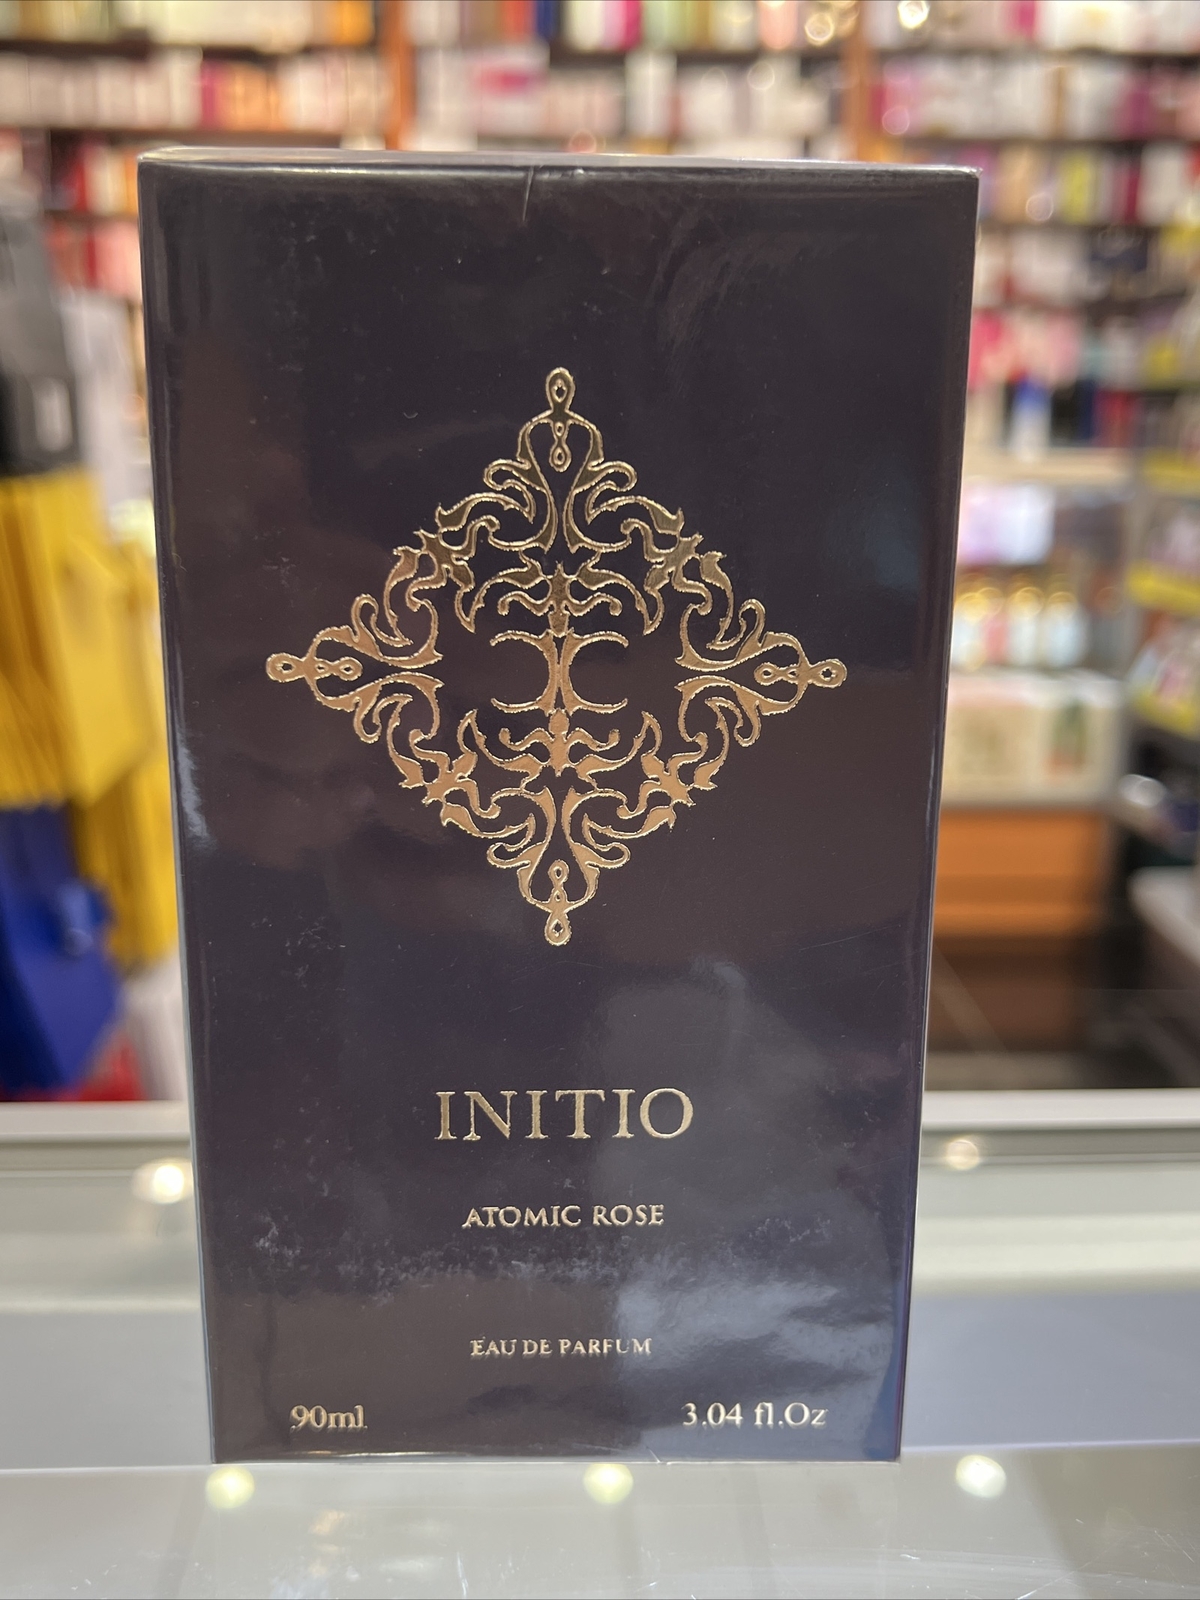 INITIO
ATOMIC ROSE
EAU DE PARFUM
90ml 3.04 fl.Oz